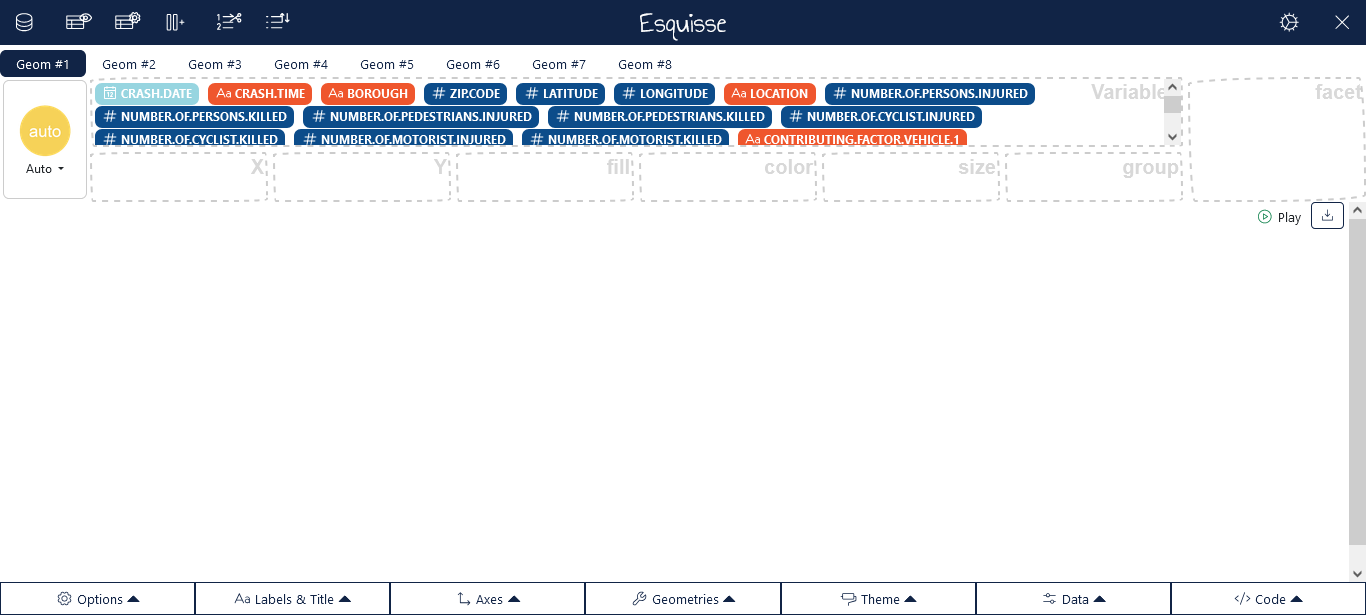 Esquisse
Geom #1 Geom #2 Geom #3 Geom #4 Geom #5 Geom #6 Geom #7 Geom #8
auto
Auto
12 CRASH.DATE Aa CRASH.TIME Aa BOROUGH # ZIP.CODE # LATITUDE # LONGITUDE Aa LOCATION # NUMBER.OF.PERSONS.INJURED Variable
# NUMBER.OF.PERSONS.KILLED # NUMBER.OF.PEDESTRIANS.INJURED # NUMBER.OF.PEDESTRIANS.KILLED # NUMBER.OF.CYCLIST.INJURED
# NUMBER.OF.CYCLIST.KILLED # NUMBER.OF.MOTORIST.INJURED # NUMBER.OF.MOTORIST.KILLED Aa CONTRIBUTING.FACTOR.VEHICLE.1
facet
X Y fill color size group
Play
Options Aa Labels & Title Axes Geometries Theme Data </> Code